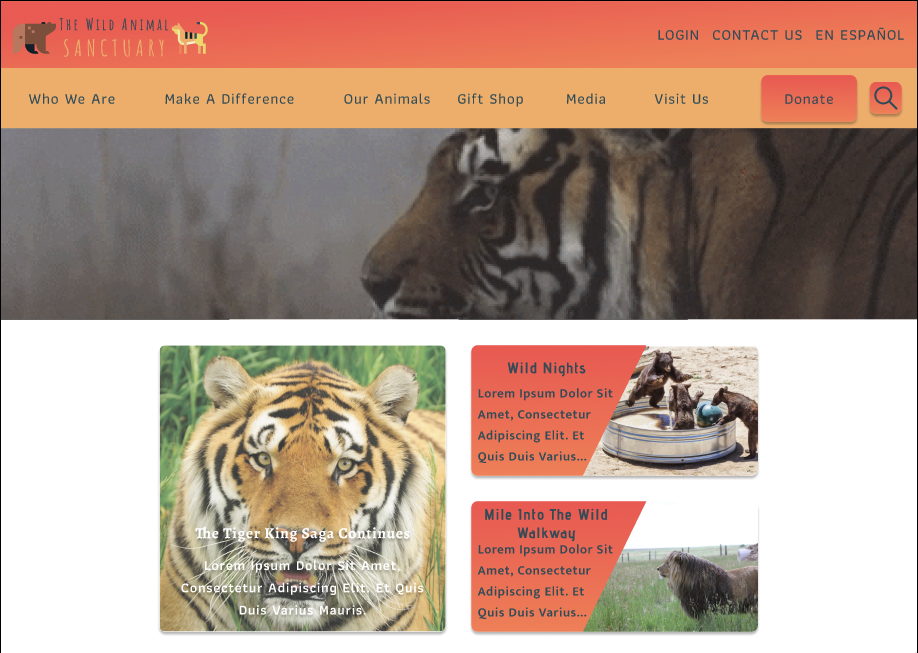 The Wild Animal
Sanctuary
LOGIN CONTACT US EN ESPAÑOL
Who We Are Make A Difference Our Animals Gift Shop Media Visit Us Donate
The Tiger King Saga Continues
Lorem Ipsum Dolor Sit Amet,
Consectetur Adipiscing Elit. Et Quis
Duis Varius Mauris.
Wild Nights
Lorem Ipsum Dolor Sit
Amet, Consectetur
Adipiscing Elit. Et
Quis Duis Varius...
Mile Into The Wild
Walkway
Lorem Ipsum Dolor Sit
Amet, Consectetur
Adipiscing Elit. Et
Quis Duis Varius...